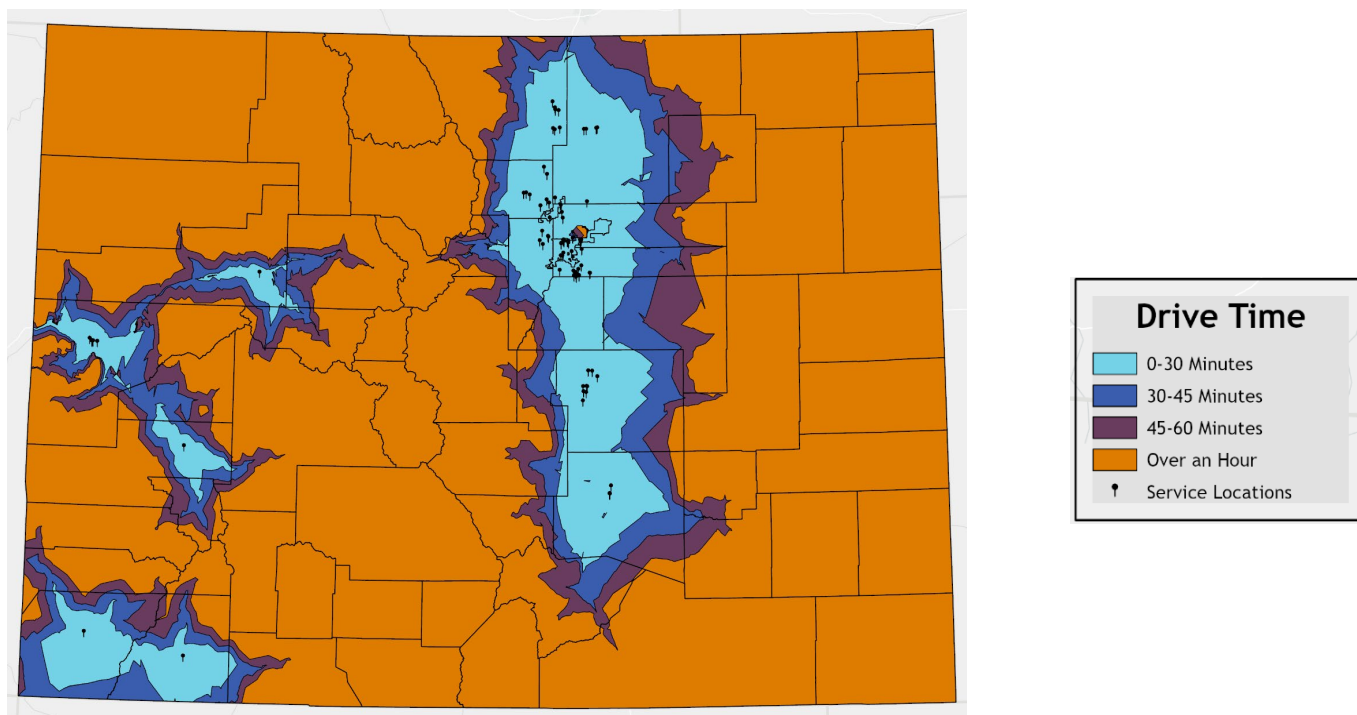 Drive Time
0-30 Minutes
30-45 Minutes
45-60 Minutes
Over an Hour
Service Locations